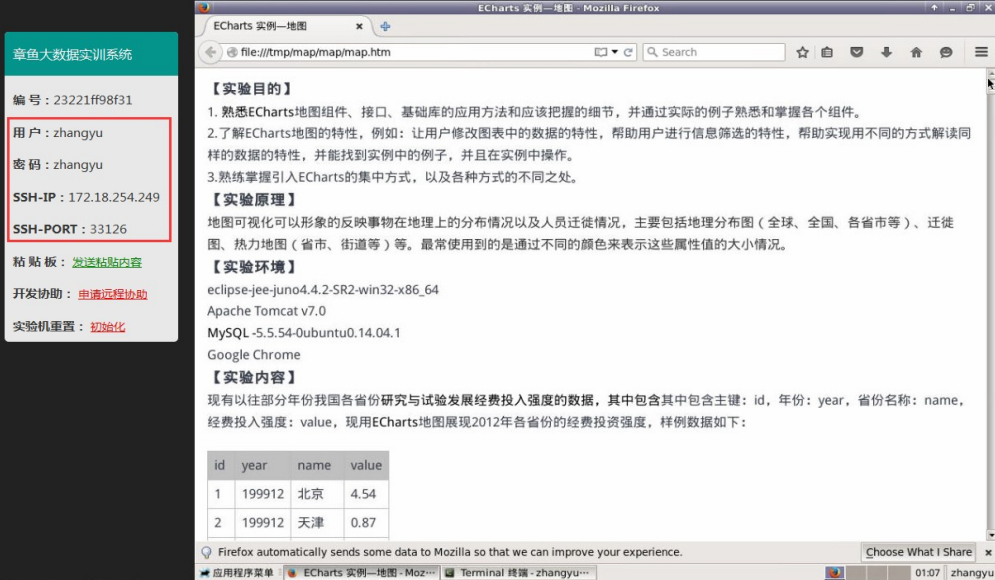 章鱼大数据实训系统
编 号：23221ff98f31
用 户：zhangyu
密 码：zhangyu
SSH-IP：172.18.254.249
SSH-PORT：33126
粘 贴 板： 发送粘贴内容
开发协助： 申请远程协助
实验机重置： 初始化
ECharts 实例—地图 - Mozilla Firefox
ECharts 实例—地图
file:///tmp/map/map/map.htm
Search
【实验目的】
1. 熟悉ECharts地图组件、接口、基础库的应用方法和应该把握的细节，并通过实际的例子熟悉和掌握各个组件。
2.了解ECharts地图的特性，例如：让用户修改图表中的数据的特性，帮助用户进行信息筛选的特性，帮助实现用不同的方式解读同
样的数据的特性，并能找到实例中的例子，并且在实例中操作。
3.熟练掌握引入ECharts的集中方式，以及各种方式的不同之处。
【实验原理】
地图可视化可以形象的反映事物在地理上的分布情况以及人员迁徙情况，主要包括地理分布图（全球、全国、各省市等）、迁徙
图、热力地图（省市、街道等）等。最常使用到的是通过不同的颜色来表示这些属性值的大小情况。
【实验环境】
eclipse-jee-juno4.4.2-SR2-win32-x86_64
Apache Tomcat v7.0
MySQL -5.5.54-0ubuntu0.14.04.1
Google Chrome
【实验内容】
现有以往部分年份我国各省份研究与试验发展经费投入强度的数据，其中包含其中包含主键：id，年份：year，省份名称：name，
经费投入强度：value，现用ECharts地图展现2012年各省份的经费投资强度，样例数据如下：
id year name value
1 199912 北京 4.54
2 199912 天津 0.87
Firefox automatically sends some data to Mozilla so that we can improve your experience.
Choose What I Share
应用程序菜单
ECharts 实例—地图 - Moz…
Terminal 终端 - zhangyu…
01:07
zhangyu